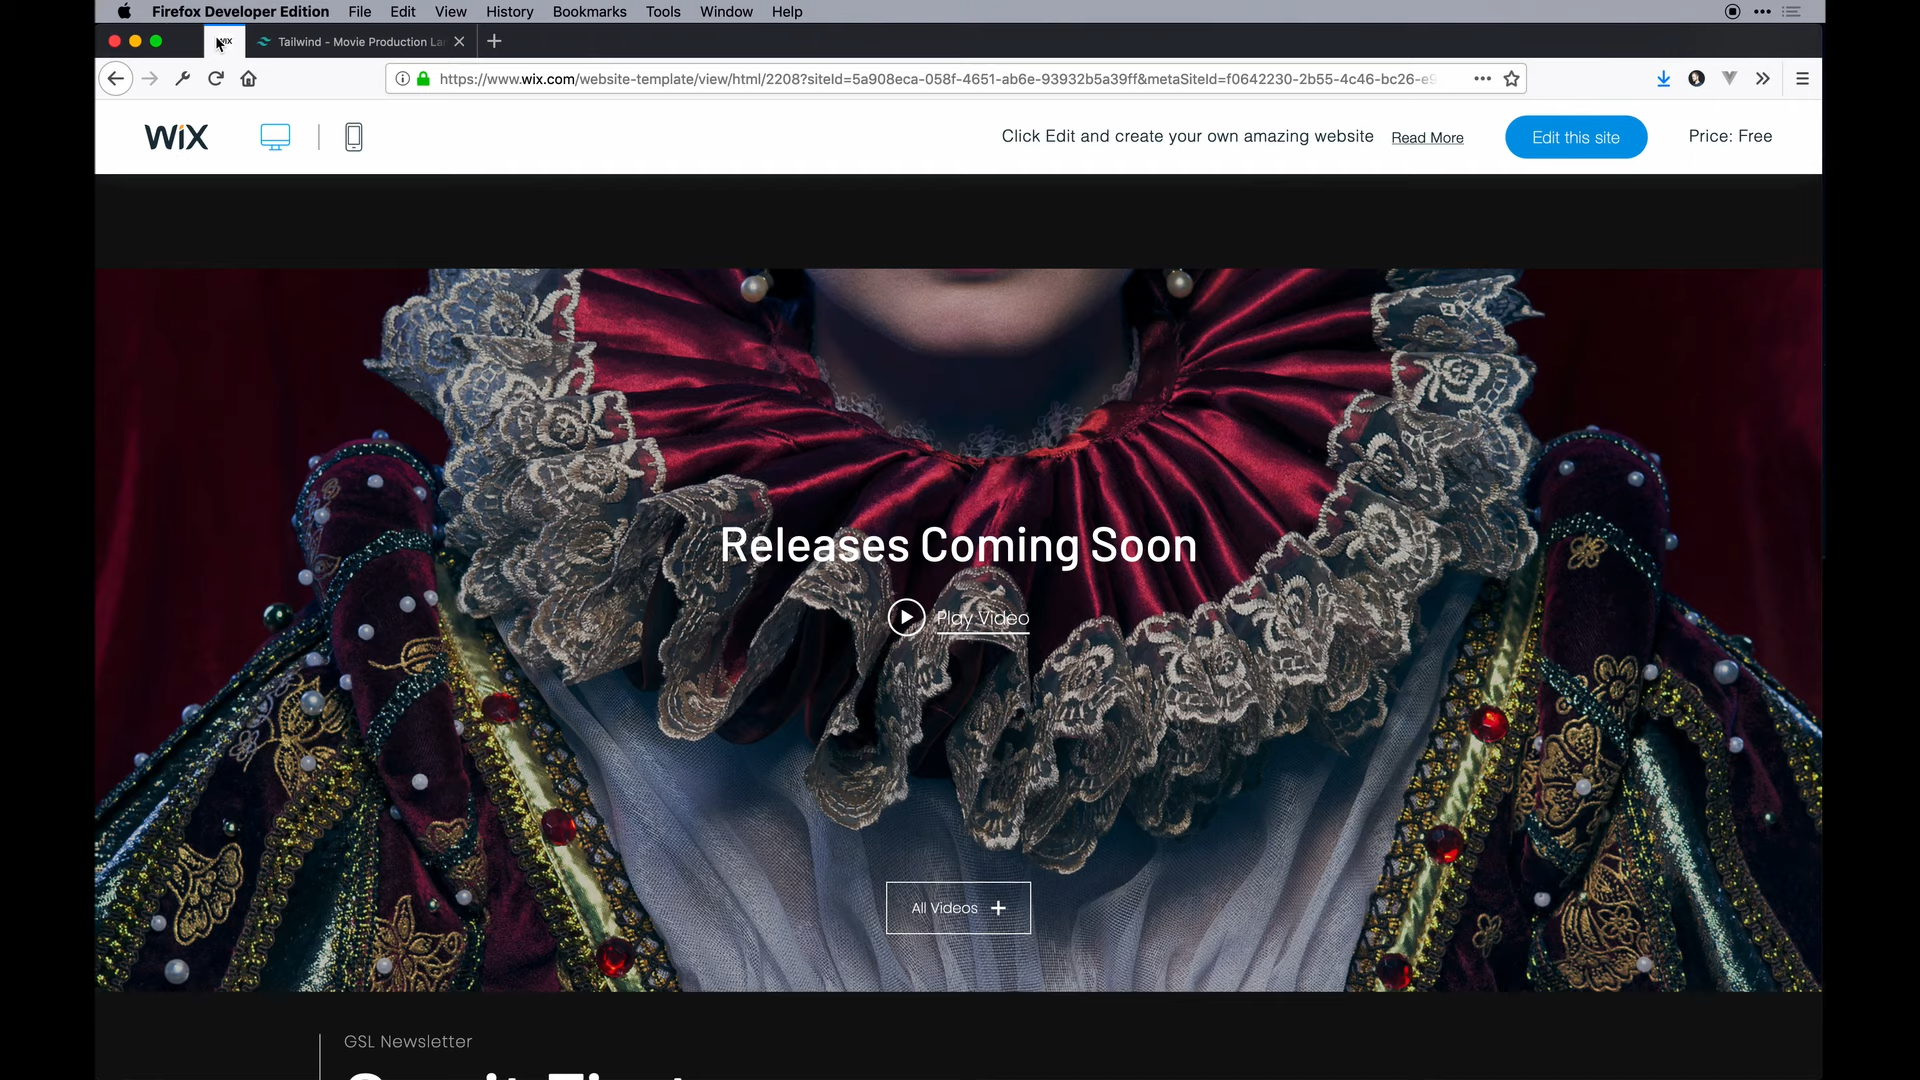 Firefox Developer Edition File Edit View History Bookmarks Tools Window Help
WIX Tailwind - Movie Production La
https://www.wix.com/website-template/view/html/2208?siteId=5a908eca-058f-4651-ab6e-93932b5a39ff&metaSiteId=f0642230-2b55-4c46-bc26-e9
WiX Click Edit and create your own amazing website Read More Edit this site Price: Free
Releases Coming Soon
Play Video
All Videos +
GSL Newsletter